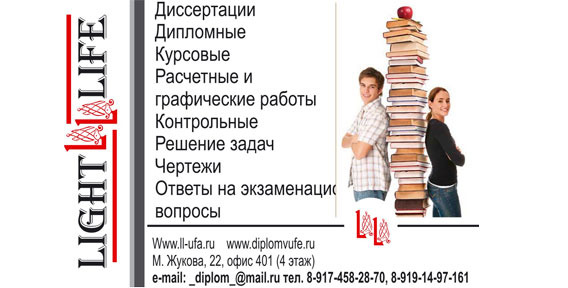 LIGHT LIFE
Диссертации
Дипломные
Курсовые
Расчетные и
графические работы
Контрольные
Решение задач
Чертежи
Ответы на экзаменацио
вопросы
LL
Www.ll-ufa.ru www.diplomvufe.ru
М. Жукова, 22, офис 401 (4 этаж)
e-mail: _diplom_@mail.ru тел. 8-917-458-28-70, 8-919-14-97-161